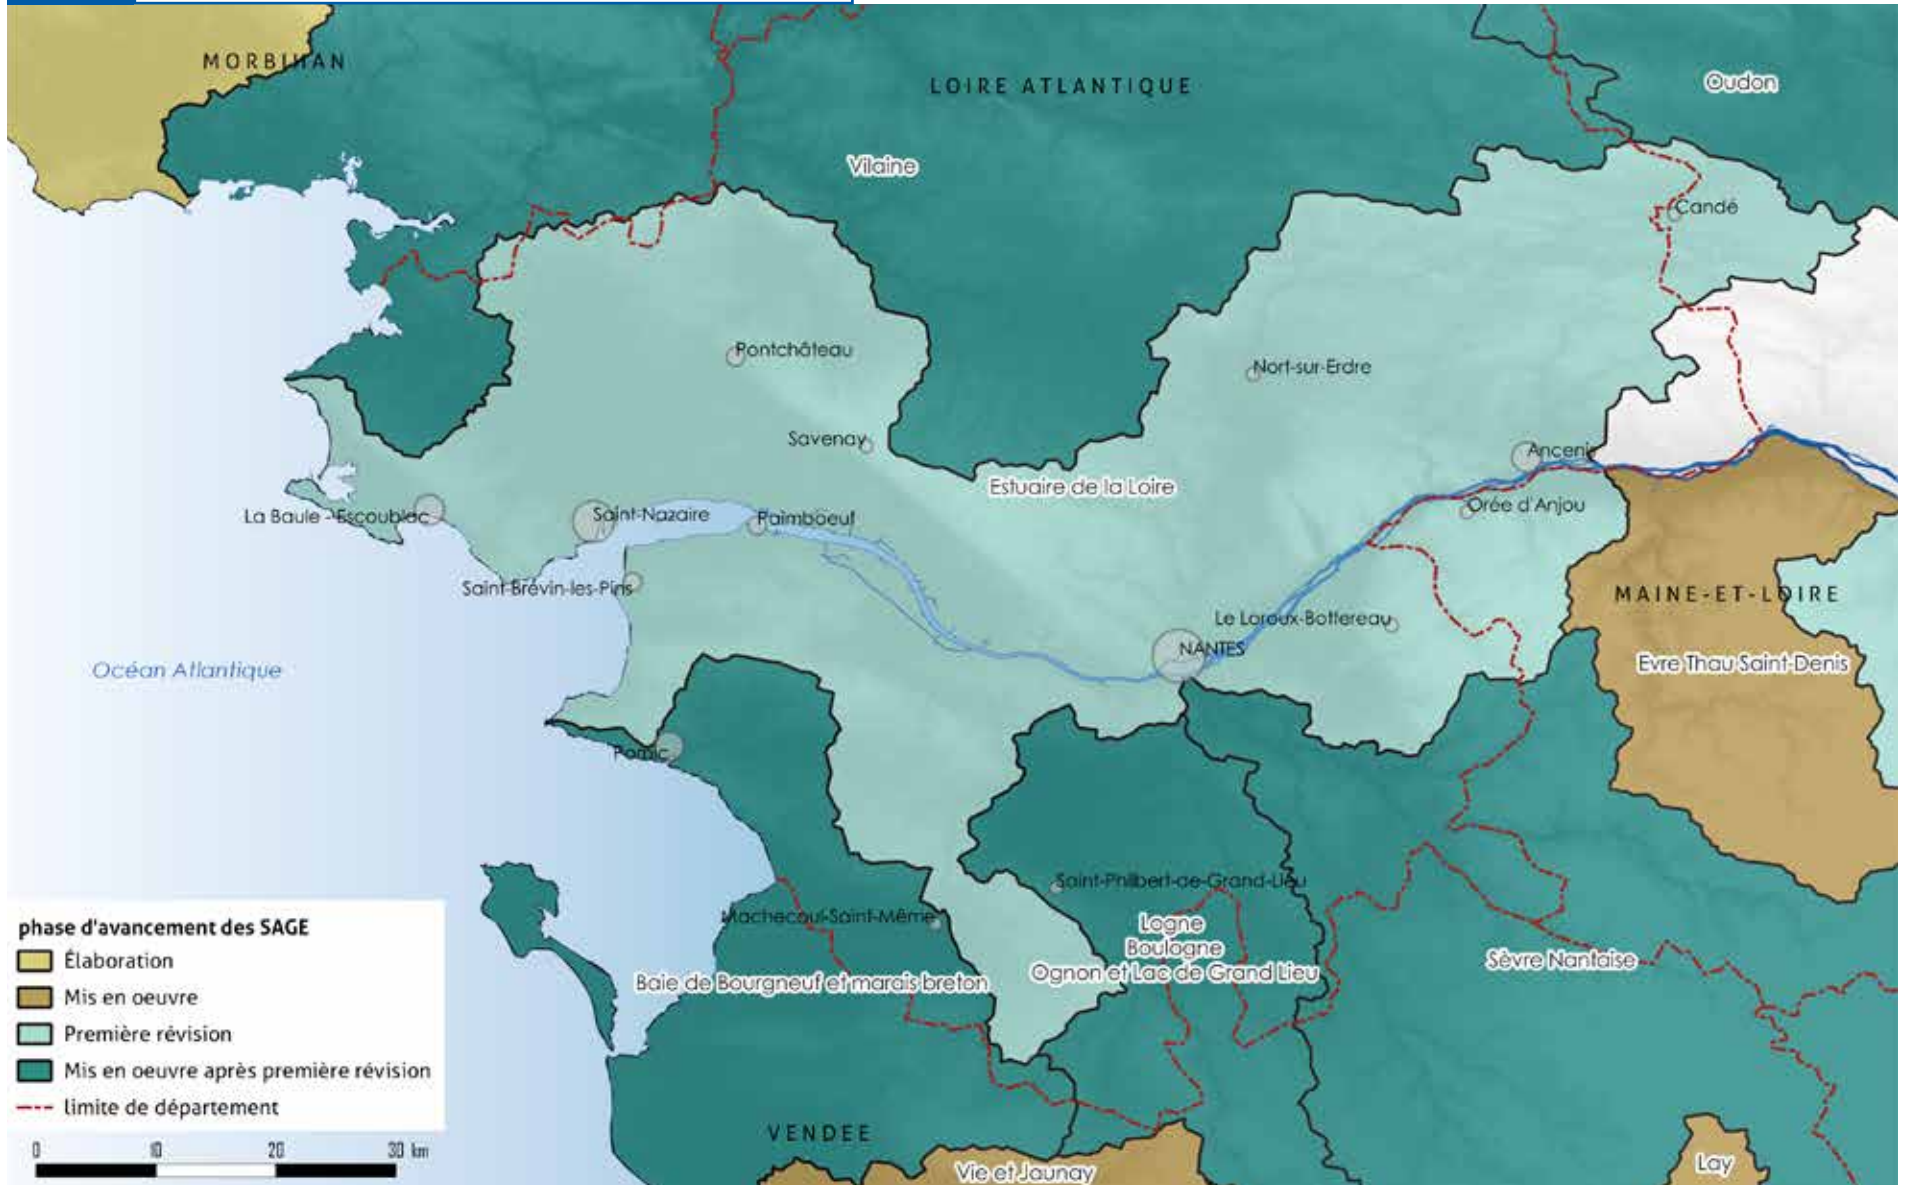 MORBIHAN
LOIRE ATLANTIQUE
Oudon
Vilaine
Candé
Pontchâteau
Nort-sur-Erdre
Savenay
Ancenis
Estuaire de la Loire
Orée d'Anjou
La Baule - Escoublac
Saint-Nazaire
Paimboeuf
Saint-Brévin-les-Pins
MAINE-ET-LOIRE
Le Loroux-Bottereau
NANTES
Evre Thau Saint-Denis
Océan Atlantique
Pornic
Saint-Philbert-de-Grand-Lieu
Machecoul-Saint-Même
Logne
Boulogne
Ognon et Lac de Grand Lieu
Sèvre Nantaise
Baie de Bourgneuf et marais breton
phase d'avancement des SAGE
Élaboration
Mis en oeuvre
Première révision
Mis en oeuvre après première révision
limite de département
0 10 20 30 km
VENDEE
Vie et Jaunay
Lay